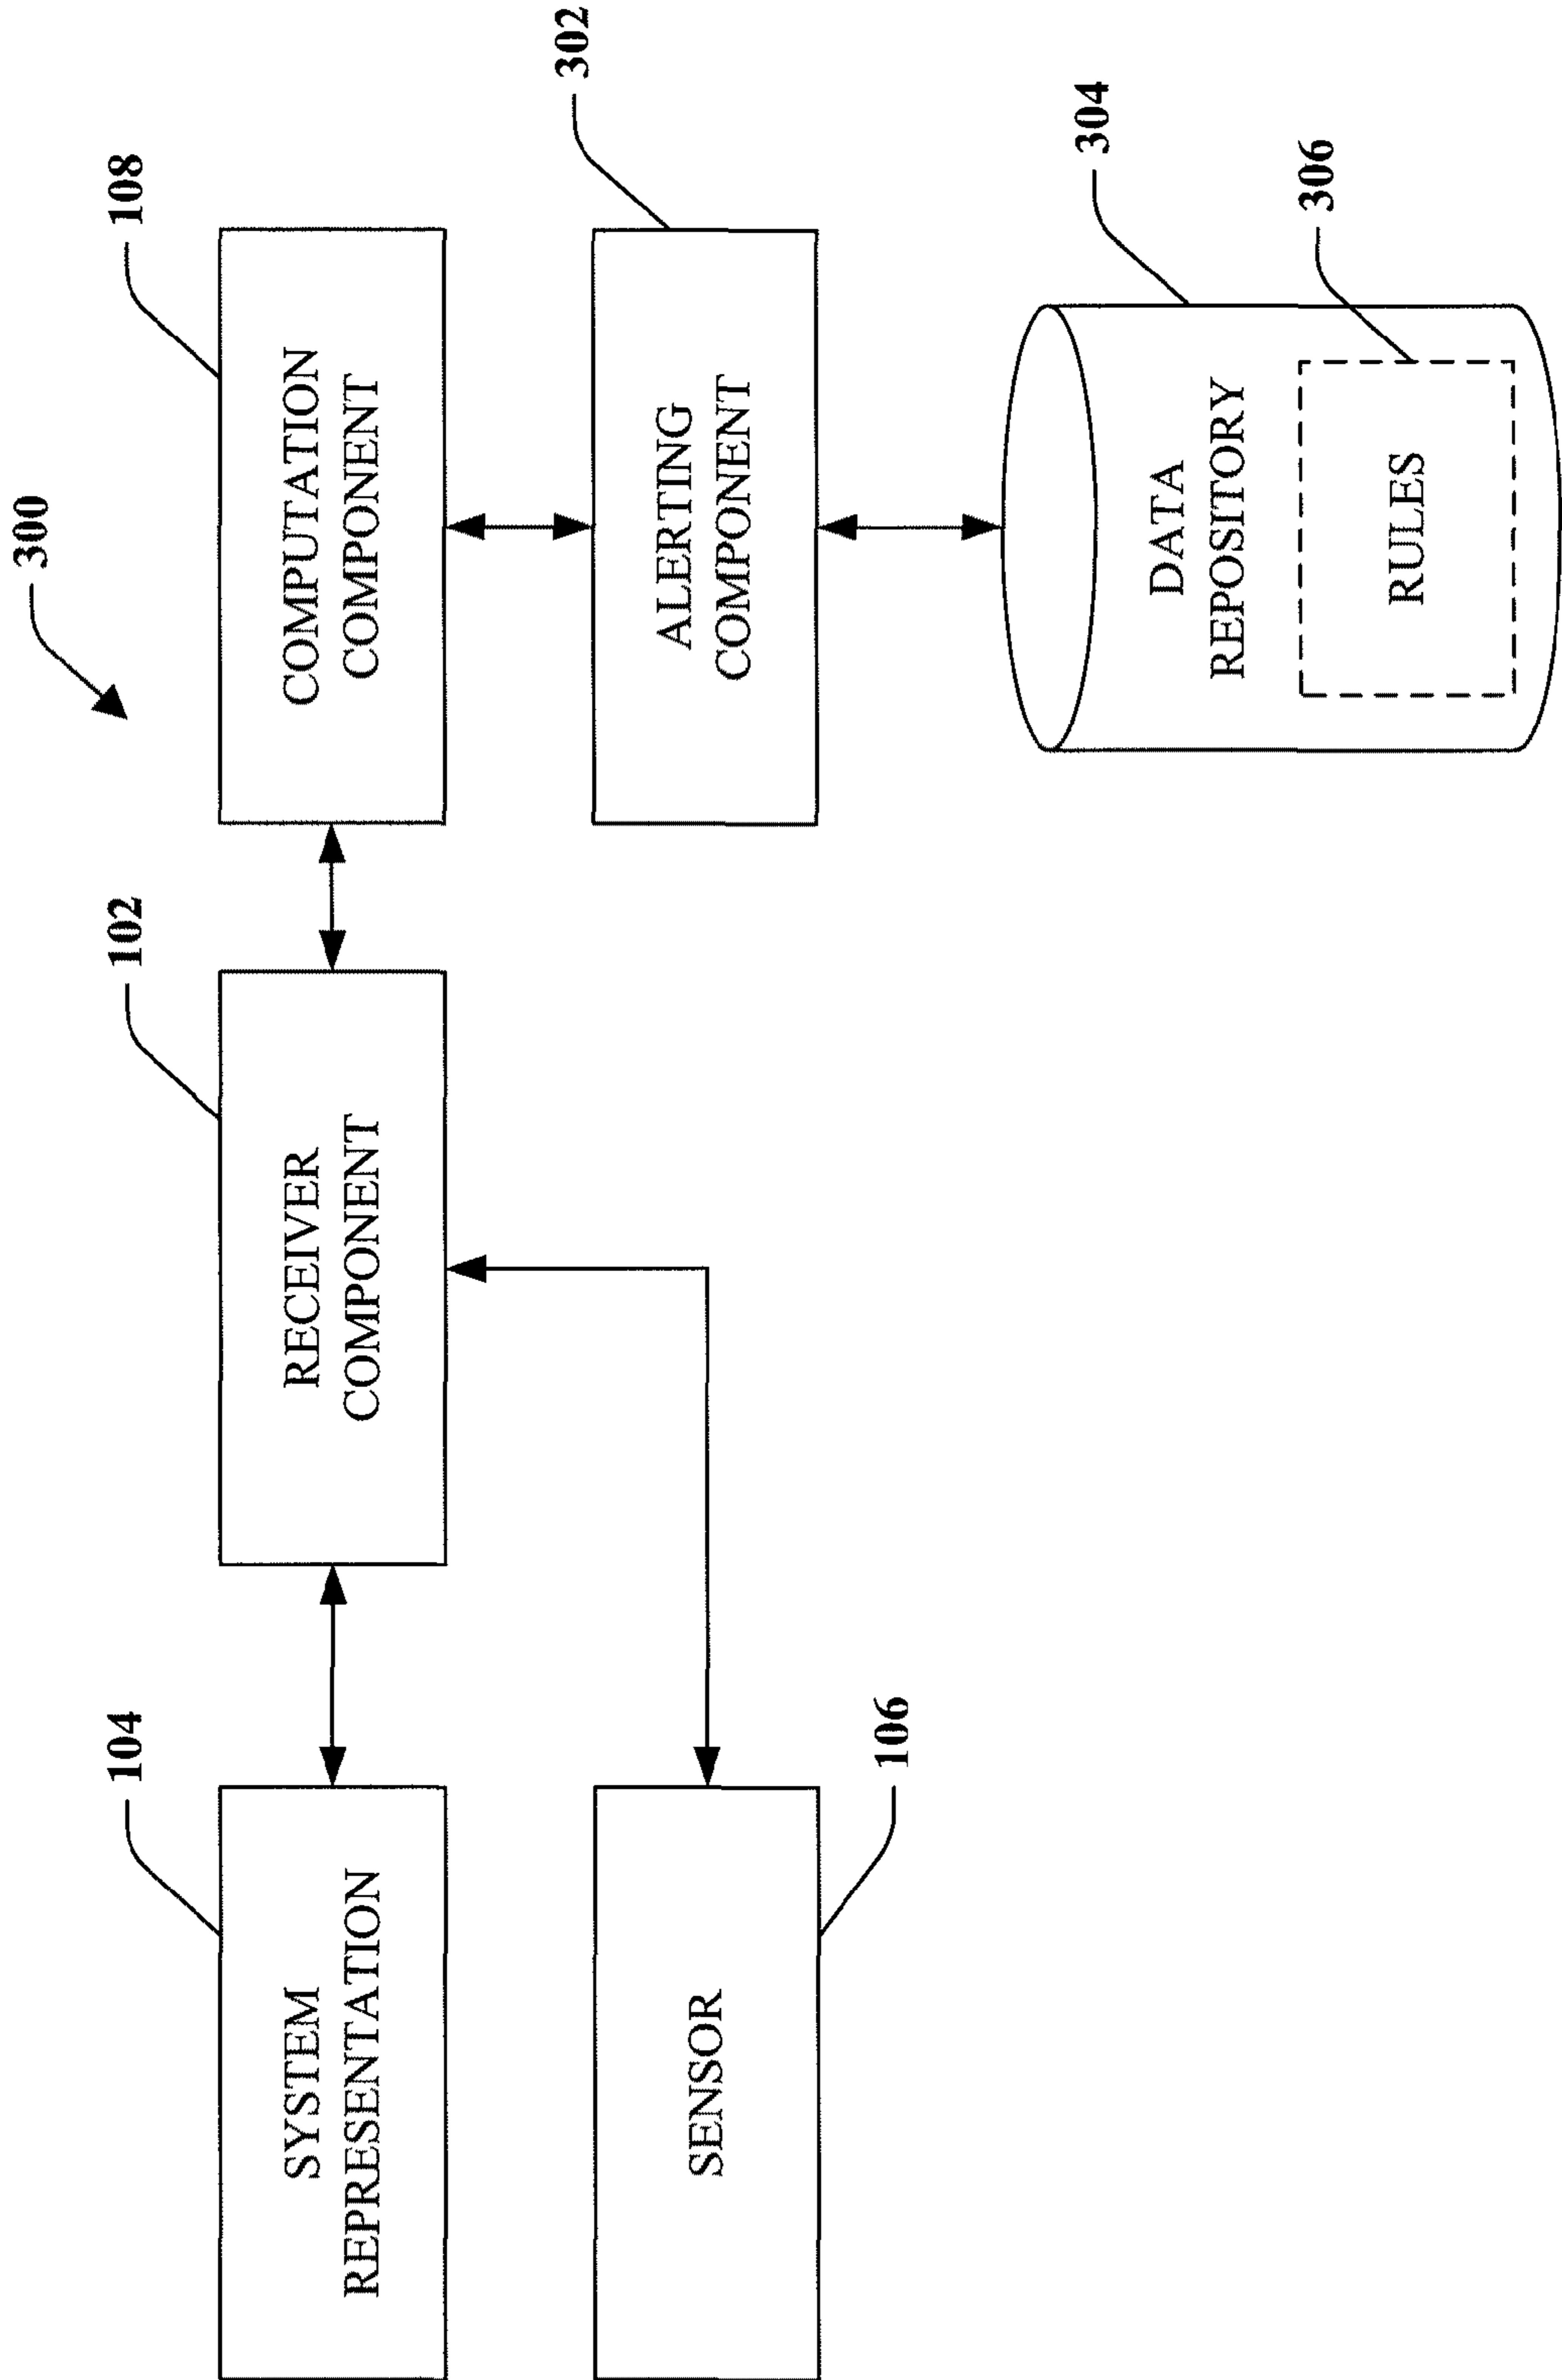 300
104
SYSTEM
REPRESENTATION
102
RECEIVER
COMPONENT
108
COMPUTATION
COMPONENT
SENSOR
106
302
ALERTING
COMPONENT
304
DATA
REPOSITORY
306
RULES